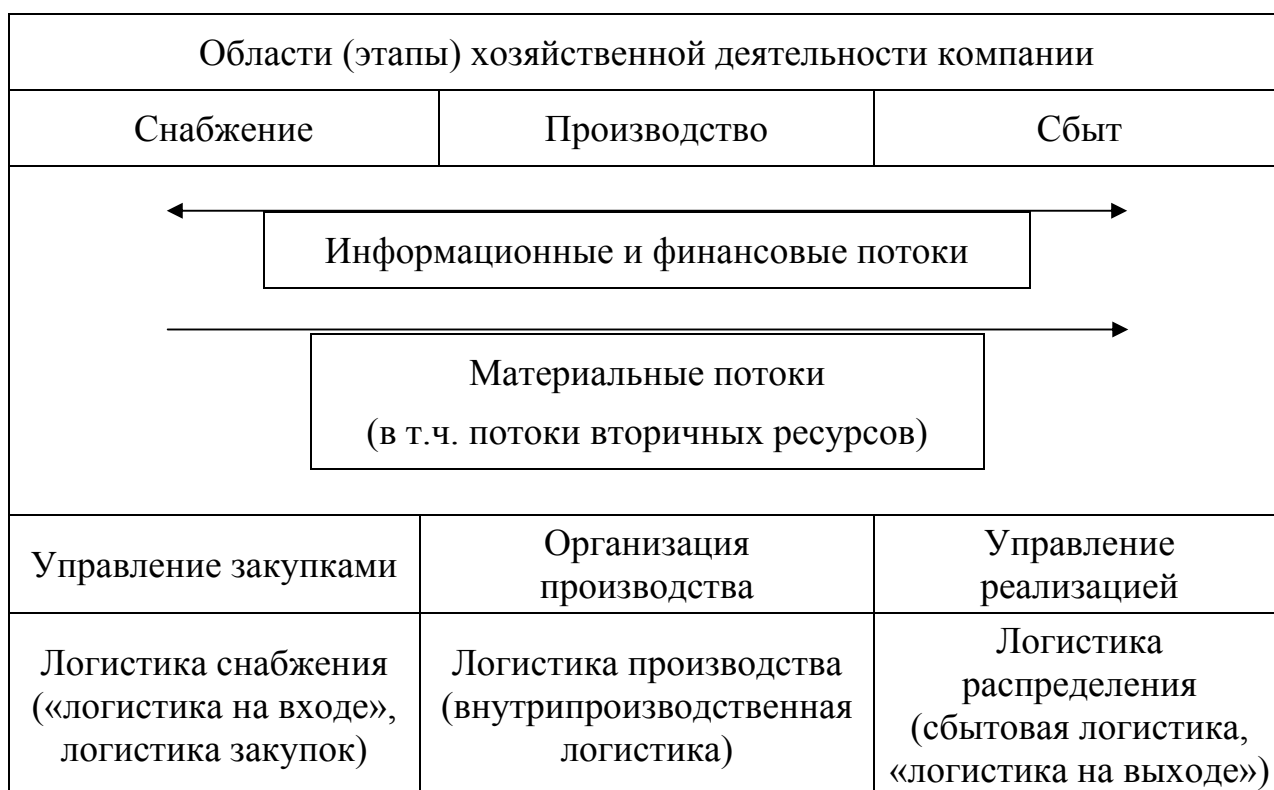 Области (этапы) хозяйственной деятельности компании
Снабжение
Производство
Сбыт
Информационные и финансовые потоки
Материальные потоки
(в т.ч. потоки вторичных ресурсов)
Управление закупками
Организация
производства
Управление
реализацией
Логистика снабжения
(«логистика на входе»,
логистика закупок)
Логистика производства
(внутрипроизводственная
логистика)
Логистика
распределения
(сбытовая логистика,
«логистика на выходе»)